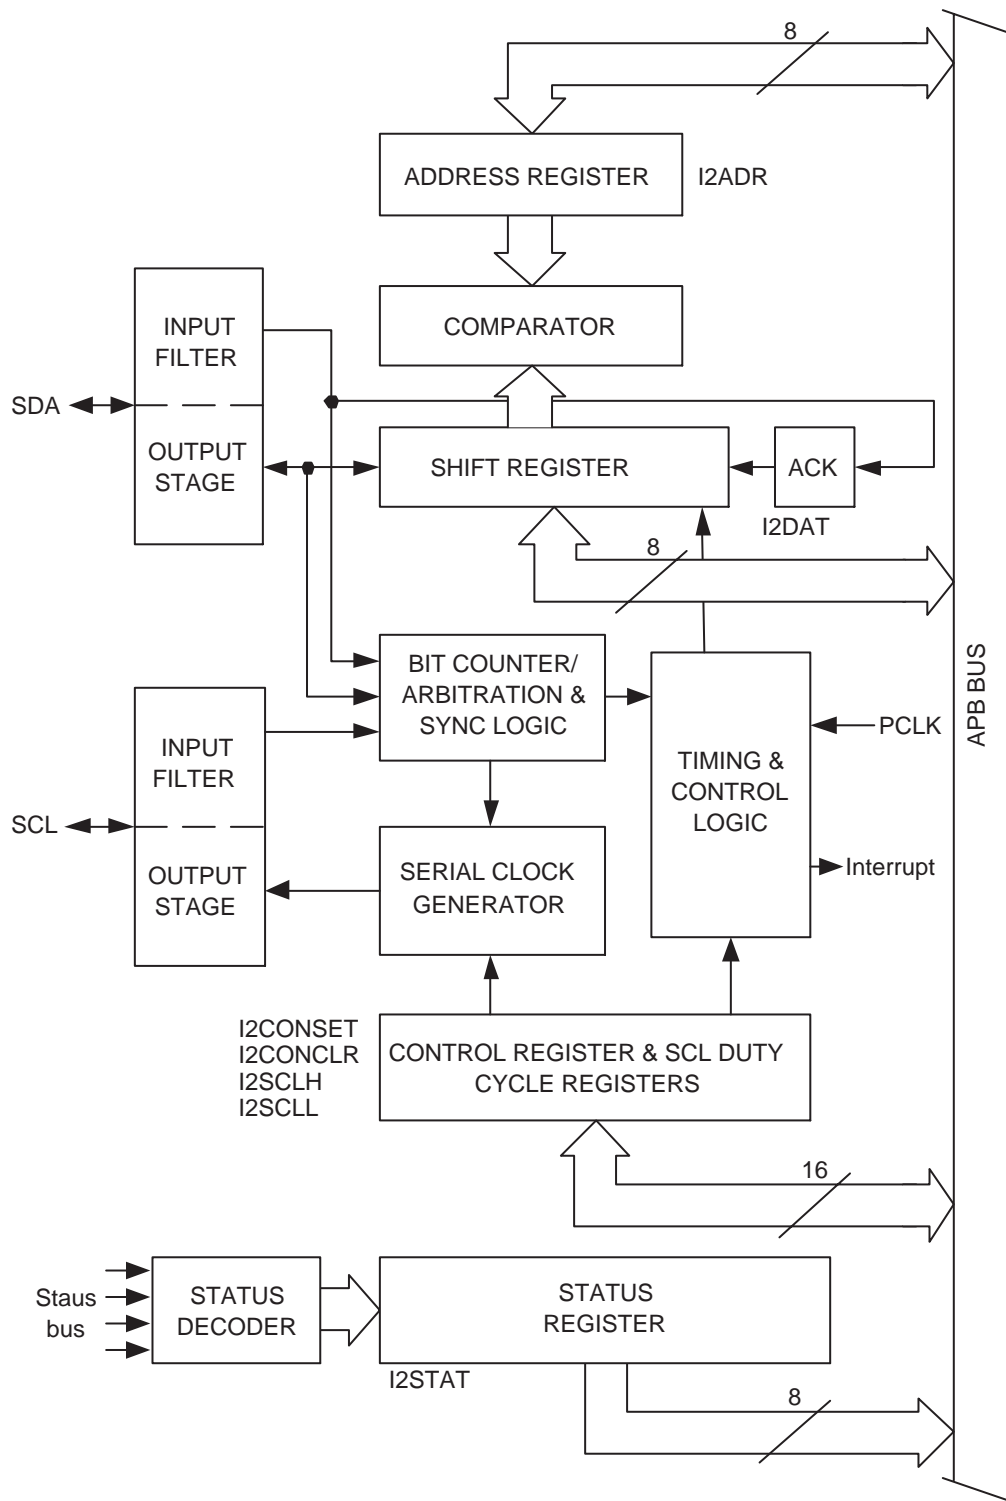 8
ADDRESS REGISTER
I2ADR
COMPARATOR
INPUT
FILTER
SDA
OUTPUT
STAGE
SHIFT REGISTER
ACK
I2DAT
8
BIT COUNTER/
ARBITRATION &
SYNC LOGIC
APB BUS
PCLK
INPUT
FILTER
TIMING &
CONTROL
LOGIC
SCL
OUTPUT
STAGE
SERIAL CLOCK
GENERATOR
Interrupt
I2CONSET
I2CONCLR
I2SCLH
I2SCLL
CONTROL REGISTER & SCL DUTY
CYCLE REGISTERS
16
Staus
bus
STATUS
DECODER
STATUS
REGISTER
I2STAT
8